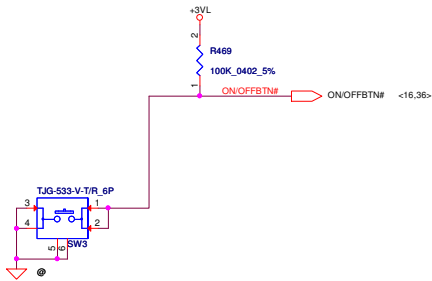 +3VL
2
R469
100K_0402_5%
1
ON/OFFBTN#
ON/OFFBTN# <16,36>
TJG-533-V-T/R_6P
3
1
4
2
5
6
SW3
@